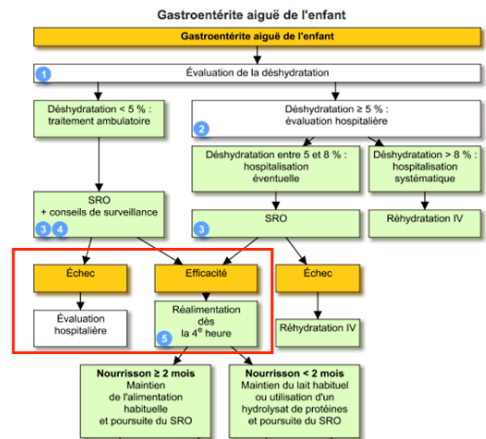 Gastroentérite aiguë de l'enfant
Gastroentérite aiguë de l'enfant
1
Évaluation de la déshydratation
Déshydratation < 5 % :
traitement ambulatoire
2
Déshydratation ≥ 5 % :
évaluation hospitalière
Déshydratation entre 5 et 8 % :
hospitalisation
éventuelle
Déshydratation > 8 % :
hospitalisation
systématique
SRO
+ conseils de surveillance
3 4
3
SRO
Réhydratation IV
Échec
Efficacité
Échec
Évaluation
hospitalière
Réalimentation
dès
la 4e heure
5
Réhydratation IV
Nourrisson ≥ 2 mois
Maintien
de l'alimentation
habituelle
et poursuite du SRO
Nourrisson < 2 mois
Maintien du lait habituel
ou utilisation d'un
hydrolysat de protéines
et poursuite du SRO